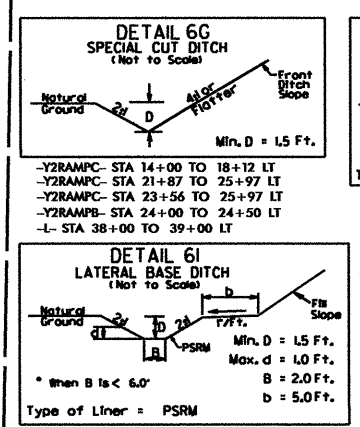 DETAIL 6G
SPECIAL CUT DITCH
(Not to Scale)
Natural
Ground
2:1
D
4:1 or
Flatter
Front
Ditch
Slope
Min. D = 1.5 Ft.
-Y2RAMPC- STA 14+00 TO 18+12 LT
-Y2RAMPC- STA 21+87 TO 25+97 LT
-Y2RAMPC- STA 23+56 TO 25+97 LT
-Y2RAMPB- STA 24+00 TO 24+50 LT
-L- STA 38+00 TO 39+00 LT
DETAIL 6I
LATERAL BASE DITCH
(Not to Scale)
b
Natural
Ground
2:1
D
2:1
1"/Ft.
Fill
Slope
d
B
PSRM
Min. D = 1.5 Ft.
Max. d = 1.0 Ft.
* When B is < 6.0'
B = 2.0 Ft.
b = 5.0 Ft.
Type of Liner = PSRM